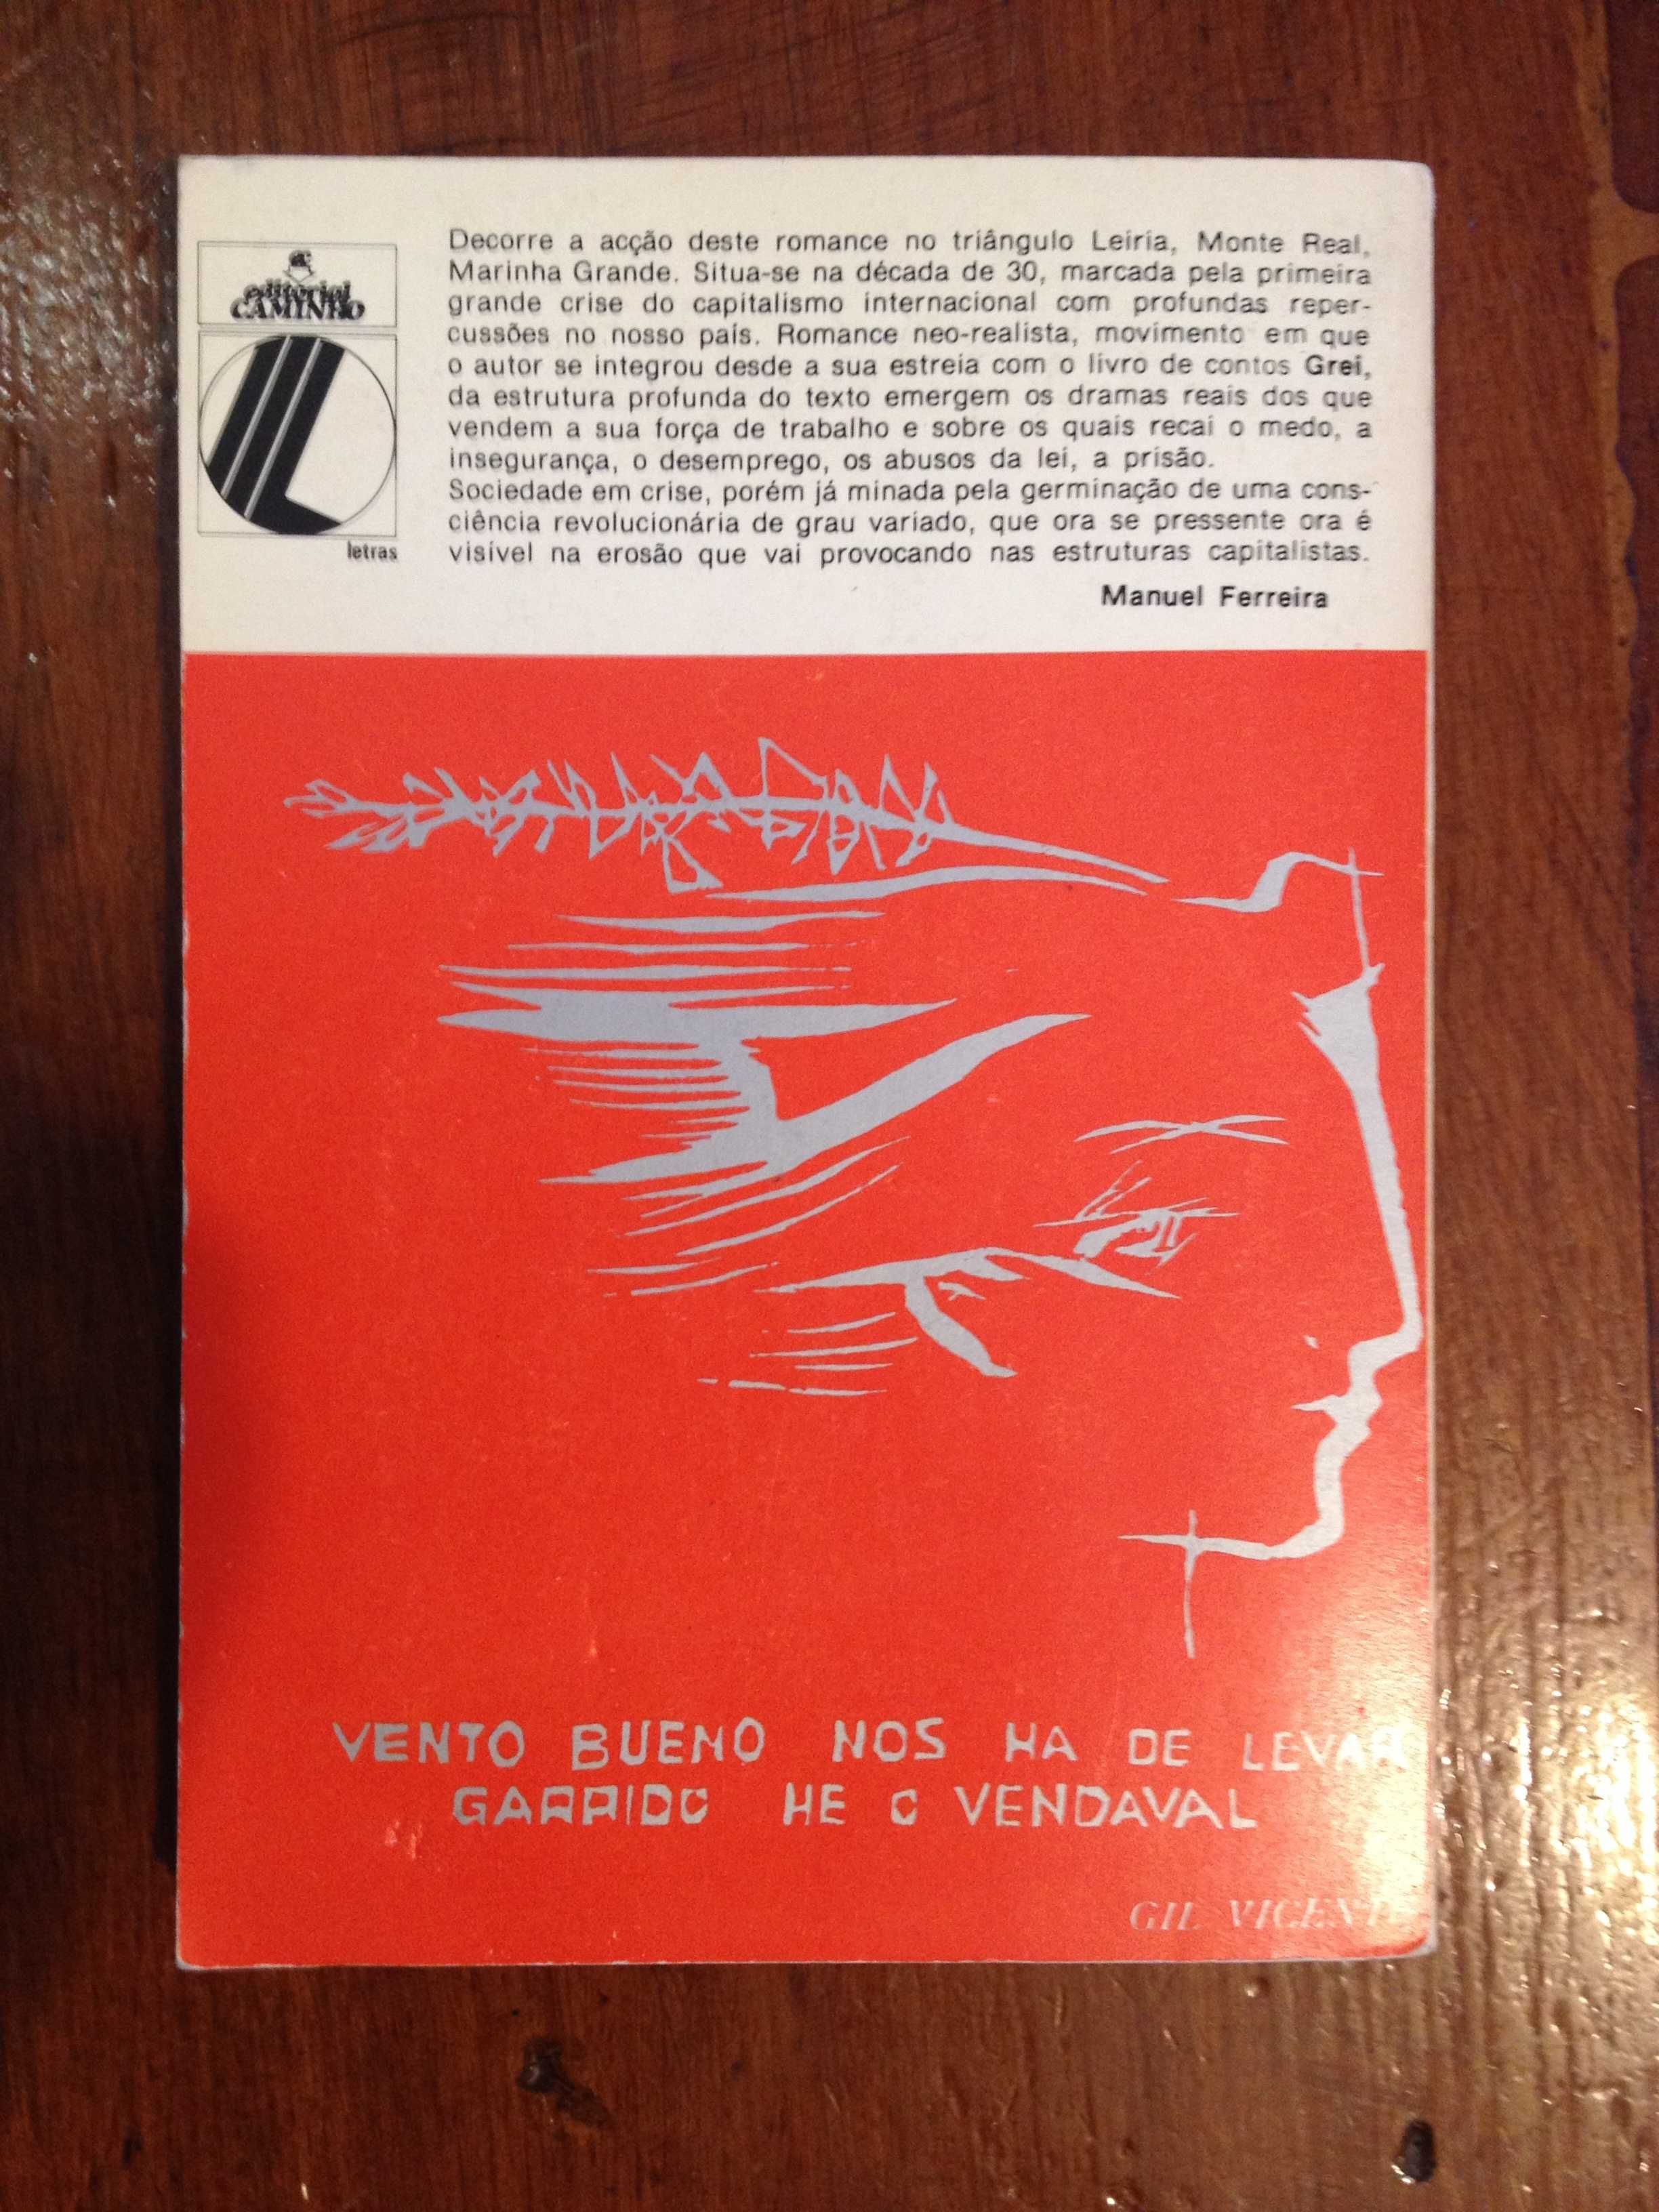 editorial
CAMINHO
letras
Decorre a acção deste romance no triângulo Leiria, Monte Real,
Marinha Grande. Situa-se na década de 30, marcada pela primeira
grande crise do capitalismo internacional com profundas reper-
cussões no nosso país. Romance neo-realista, movimento em que
o autor se integrou desde a sua estreia com o livro de contos Grei,
da estrutura profunda do texto emergem os dramas reais dos que
vendem a sua força de trabalho e sobre os quais recai o medo, a
insegurança, o desemprego, os abusos da lei, a prisão.
Sociedade em crise, porém já minada pela germinação de uma cons-
ciência revolucionária de grau variado, que ora se pressente ora é
visível na erosão que vai provocando nas estruturas capitalistas.
Manuel Ferreira
VENTO BUENO NOS HA DE LEVAR
GARRIDO HE O VENDAVAL
GIL VICENTE